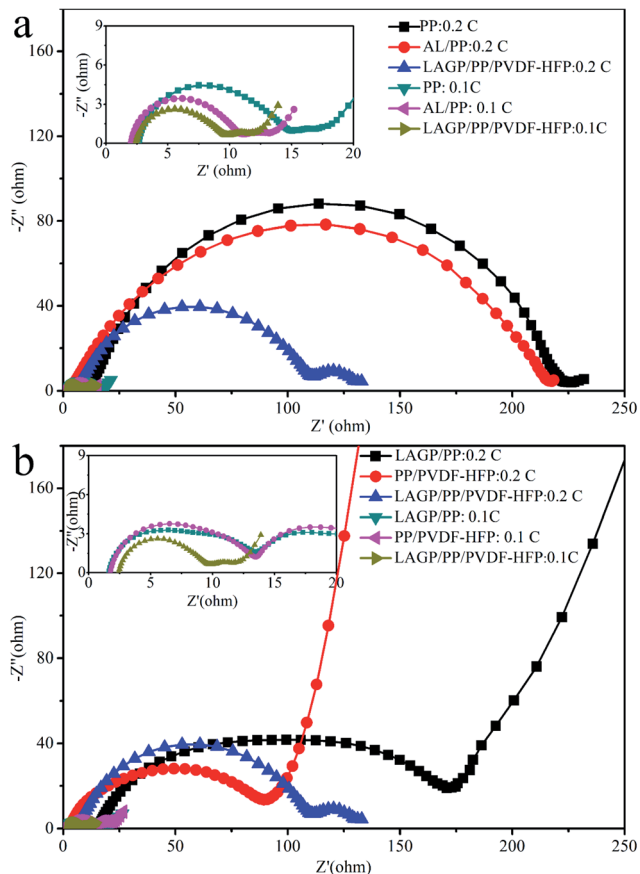 a
180
160
120
80
40
0
-Z" (ohm)
0
50
100
150
200
250
Z' (ohm)
PP:0.2 C
AL/PP:0.2 C
LAGP/PP/PVDF-HFP:0.2 C
PP: 0.1C
AL/PP: 0.1 C
LAGP/PP/PVDF-HFP:0.1C
9
6
3
0
-Z" (ohm)
0
5
10
15
20
Z' (ohm)
b
180
160
120
80
40
0
-Z"(ohm)
0
50
100
150
200
250
Z'(ohm)
LAGP/PP:0.2 C
PP/PVDF-HFP:0.2 C
LAGP/PP/PVDF-HFP:0.2 C
LAGP/PP: 0.1C
PP/PVDF-HFP: 0.1 C
LAGP/PP/PVDF-HFP:0.1C
9
6
3
0
-Z"(ohm)
0
5
10
15
20
Z'(ohm)